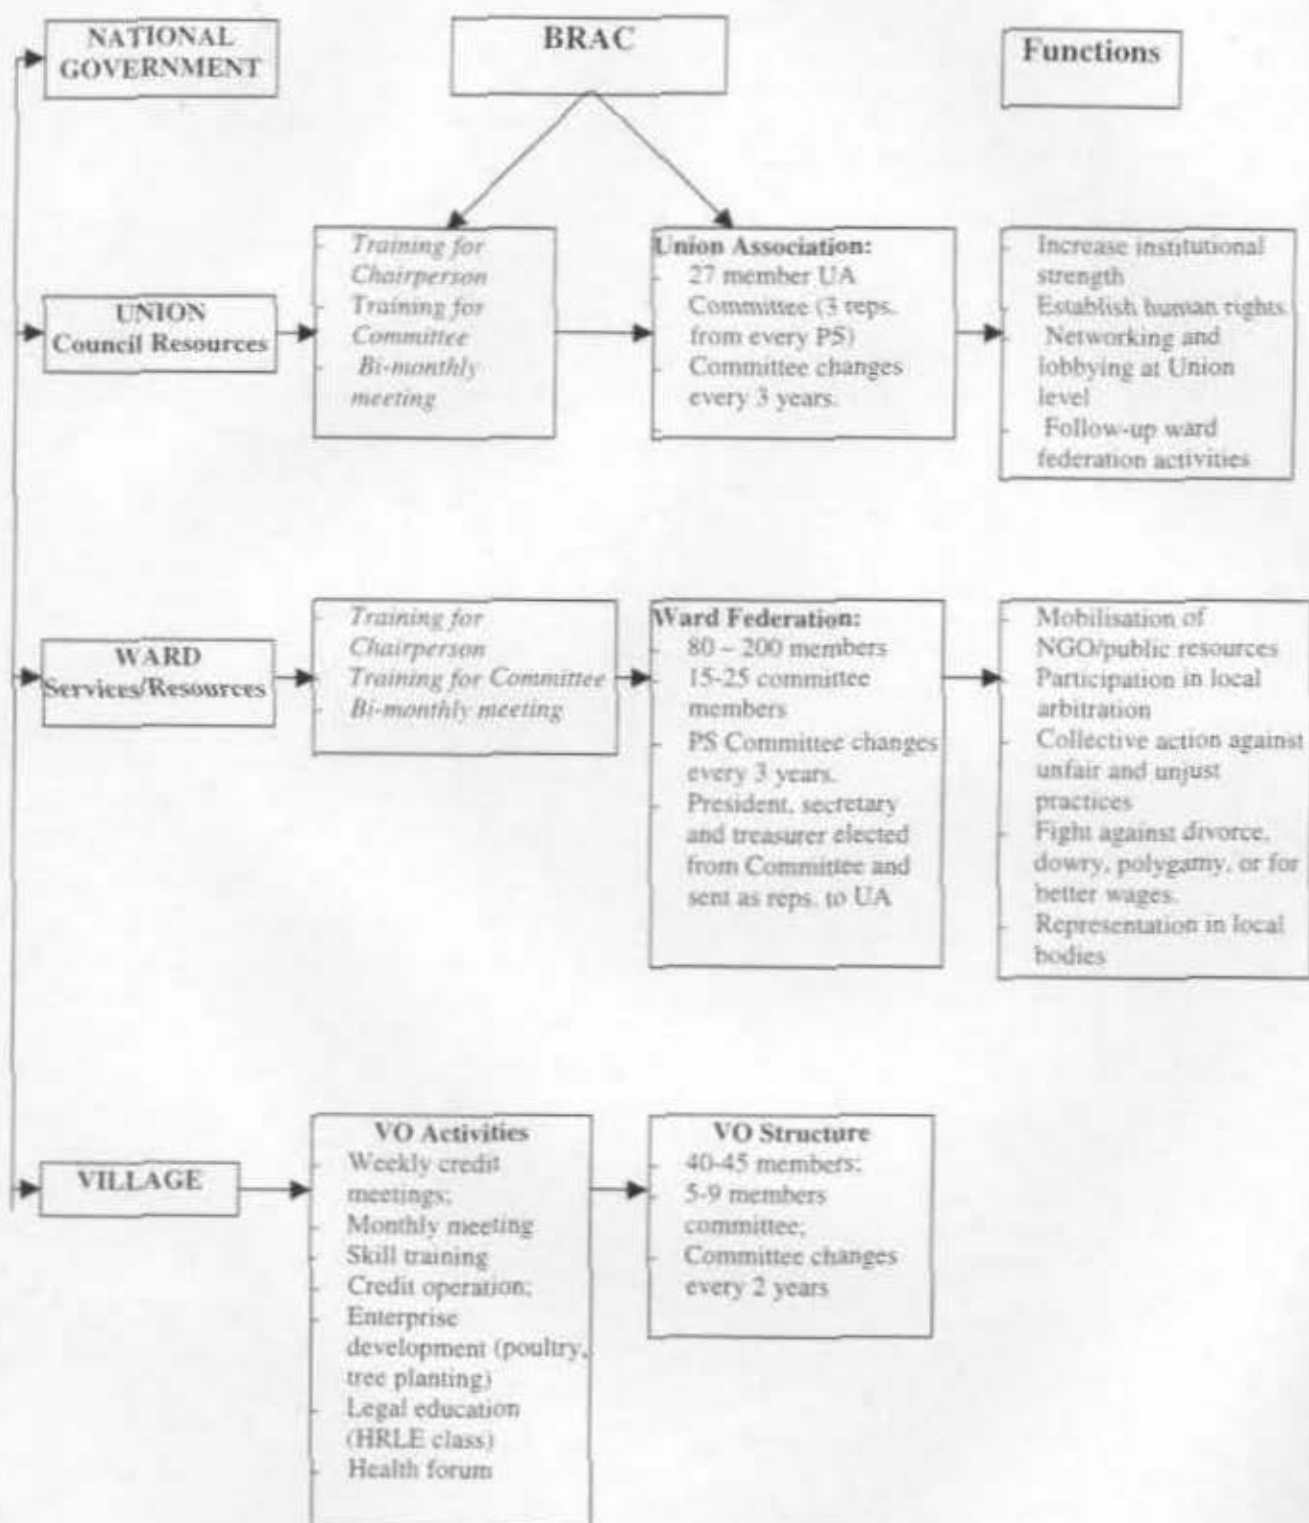 NATIONAL
GOVERNMENT
BRAC
Functions
UNION
Council Resources
- Training for
Chairperson
- Training for
Committee
- Bi-monthly
meeting
Union Association:
- 27 member UA
Committee (3 reps.
from every PS)
- Committee changes
every 3 years.
-
- Increase institutional
strength
- Establish human rights
- Networking and
lobbying at Union
level
- Follow-up ward
federation activities
WARD
Services/Resources
- Training for
Chairperson
- Training for Committee
- Bi-monthly meeting
Ward Federation:
- 80 – 200 members
- 15-25 committee
members
- PS Committee changes
every 3 years.
- President, secretary
and treasurer elected
from Committee and
sent as reps. to UA
- Mobilisation of
NGO/public resources
- Participation in local
arbitration
- Collective action against
unfair and unjust
practices
- Fight against divorce,
dowry, polygamy, or for
better wages.
- Representation in local
bodies
VILLAGE
VO Activities
- Weekly credit
meetings;
- Monthly meeting
- Skill training
- Credit operation;
- Enterprise
development (poultry,
tree planting)
- Legal education
(HRLE class)
- Health forum
VO Structure
- 40-45 members;
- 5-9 members
committee;
- Committee changes
every 2 years